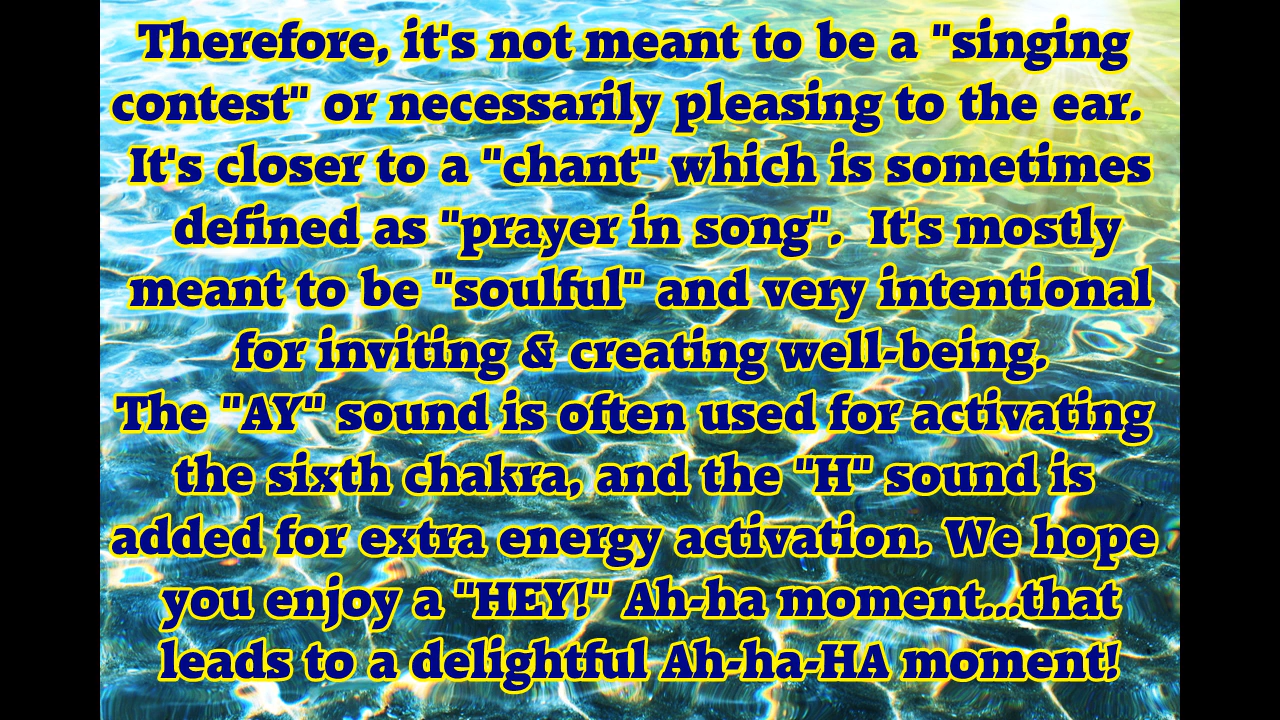 Therefore, it's not meant to be a "singing
contest" or necessarily pleasing to the ear.
It's closer to a "chant" which is sometimes
defined as "prayer in song".  It's mostly
meant to be "soulful" and very intentional
for inviting & creating well-being.
The "AY" sound is often used for activating
the sixth chakra, and the "H" sound is
added for extra energy activation. We hope
you enjoy a "HEY!" Ah-ha moment...that
leads to a delightful Ah-ha-HA moment!